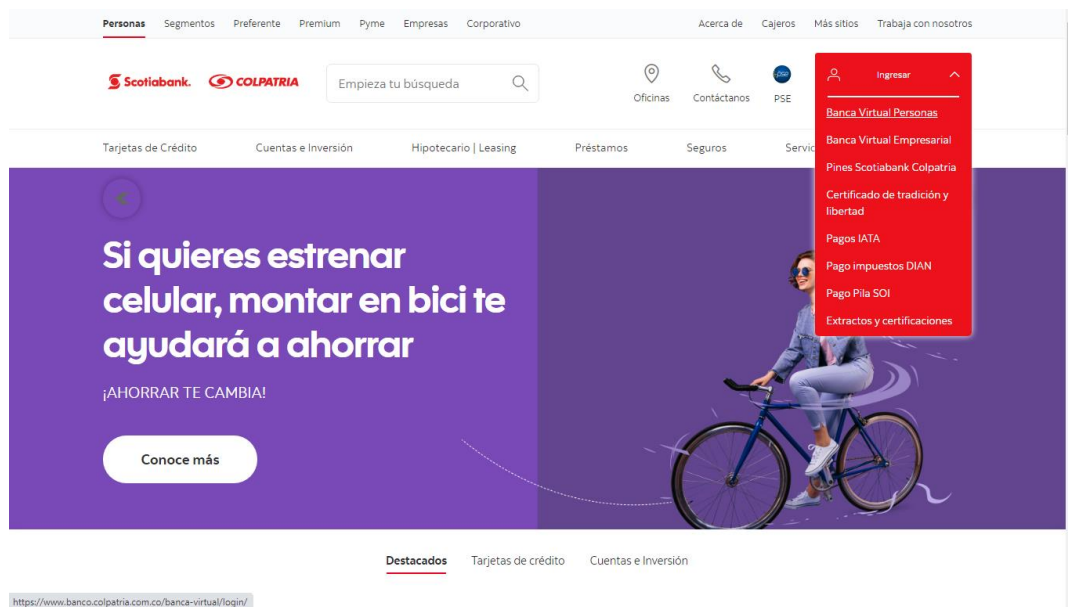 Personas Segmentos Preferente Premium Pyme Empresas Corporativo Acerca de Cajeros Más sitios Trabaja con nosotros
Scotiabank. COLPATRIA Empieza tu búsqueda Oficinas Contáctanos PSE Ingresar
Banca Virtual Personas
Banca Virtual Empresarial
Pines Scotiabank Colpatria
Certificado de tradición y
libertad
Pagos IATA
Pago impuestos DIAN
Pago Pila SOI
Extractos y certificaciones
Tarjetas de Crédito Cuentas e Inversión Hipotecario | Leasing Préstamos Seguros
Si quieres estrenar
celular, montar en bici te
ayudará a ahorrar
¡AHORRAR TE CAMBIA!
Conoce más
Destacados Tarjetas de crédito Cuentas e Inversión
https://www.banco.colpatria.com.co/banca-virtual/login/